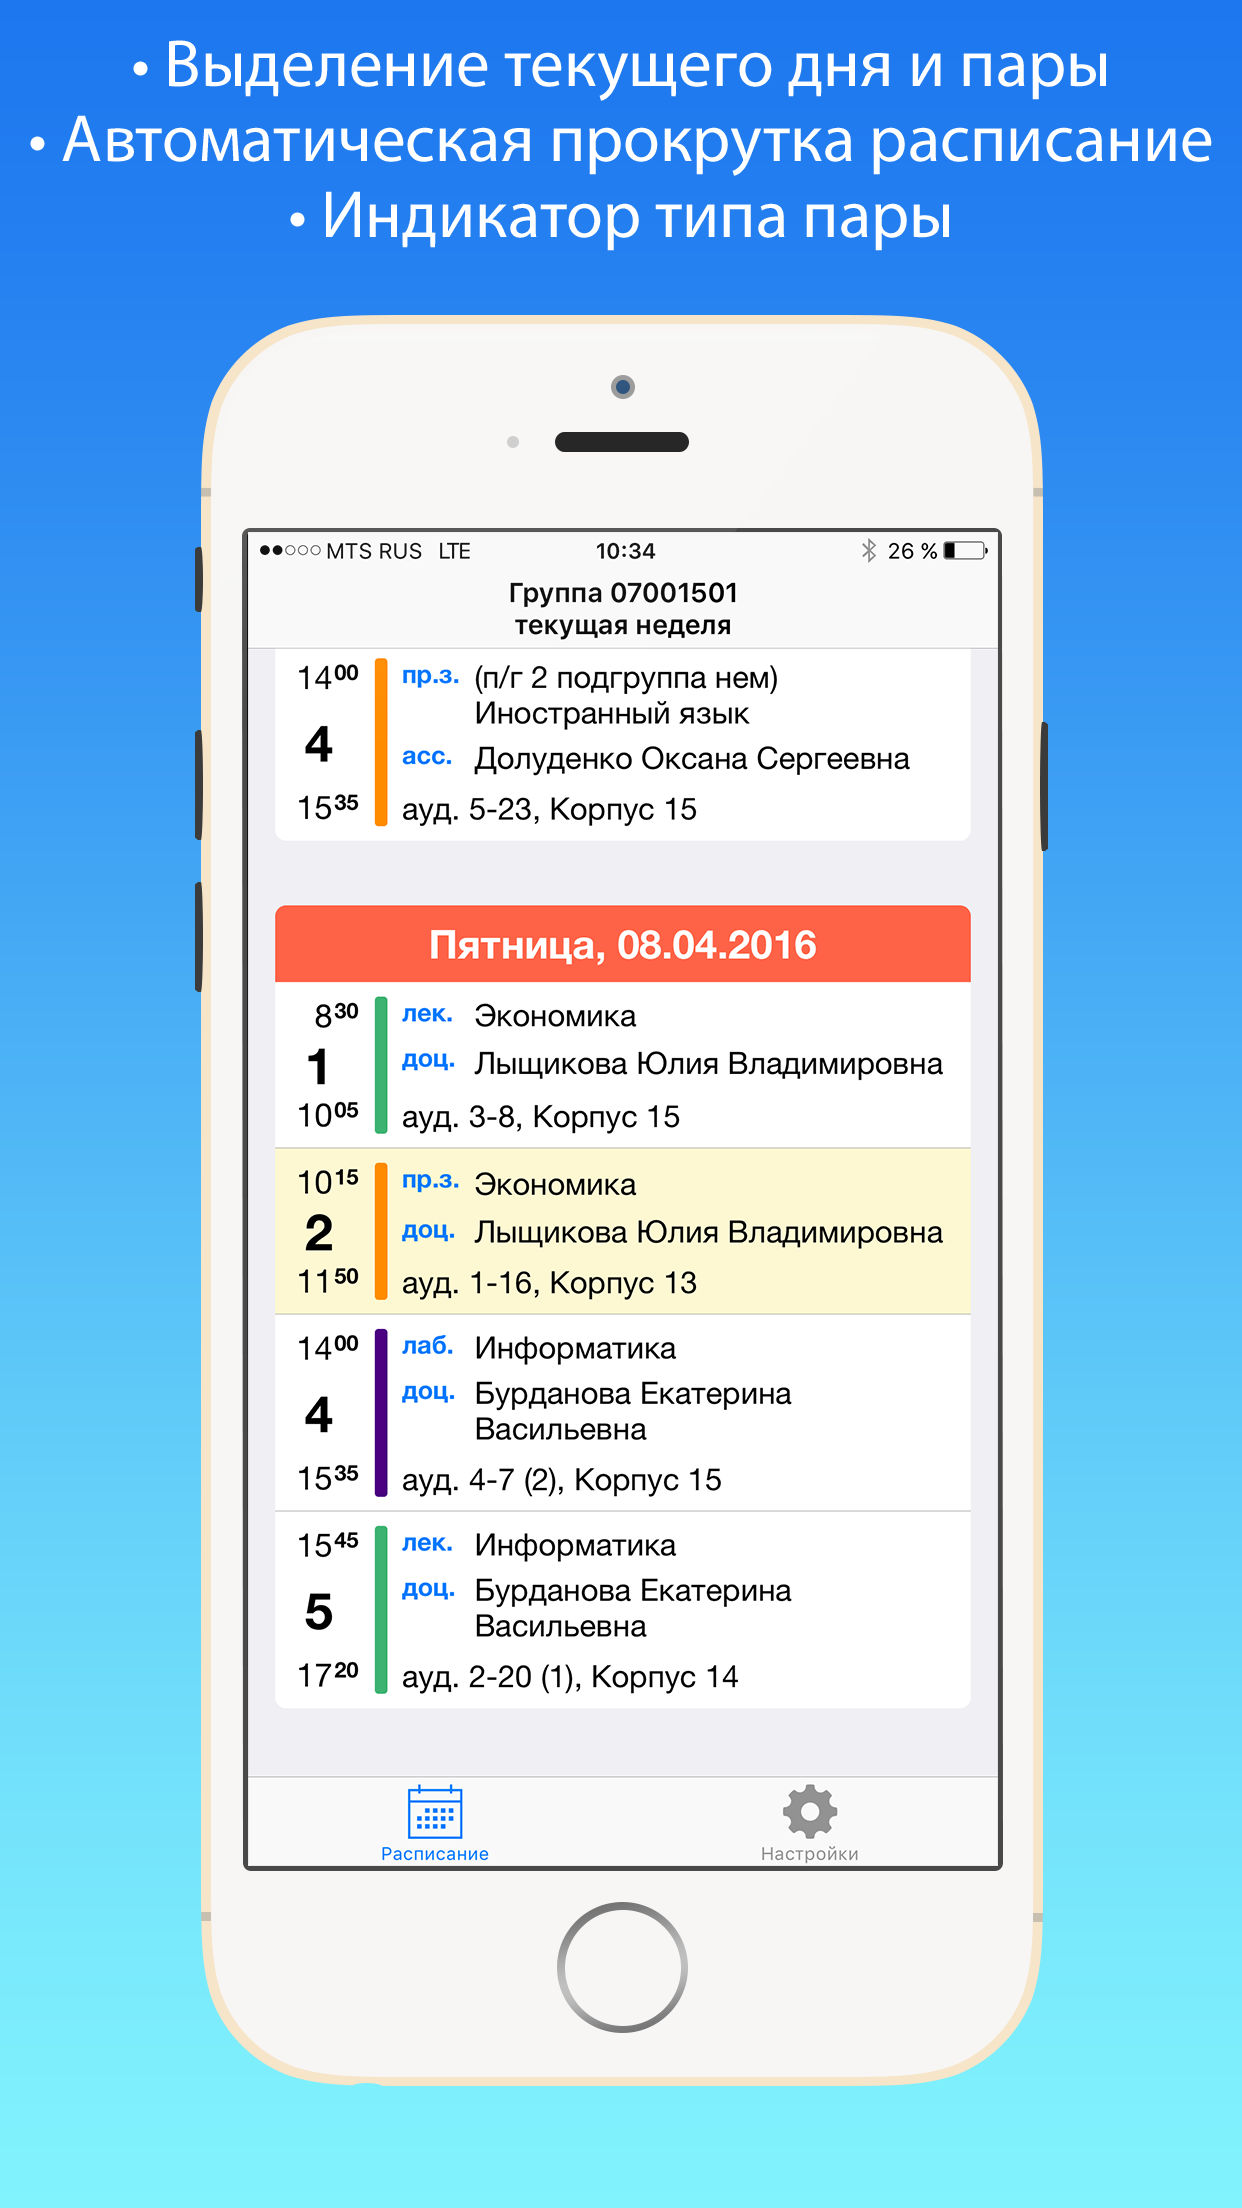 • Выделение текущего дня и пары
• Автоматическая прокрутка расписание
• Индикатор типа пары
MTS RUS LTE 10:34 26 %
Группа 07001501
текущая неделя
14 00 пр.з. (п/г 2 подгруппа нем)
Иностранный язык
4 асс. Долуденко Оксана Сергеевна
15 35 ауд. 5-23, Корпус 15
Пятница, 08.04.2016
8 30 лек. Экономика
1 доц. Лыщикова Юлия Владимировна
10 05 ауд. 3-8, Корпус 15
10 15 пр.з. Экономика
2 доц. Лыщикова Юлия Владимировна
11 50 ауд. 1-16, Корпус 13
14 00 лаб. Информатика
4 доц. Бурданова Екатерина
Васильевна
15 35 ауд. 4-7 (2), Корпус 15
15 45 лек. Информатика
5 доц. Бурданова Екатерина
Васильевна
17 20 ауд. 2-20 (1), Корпус 14
Расписание Настройки